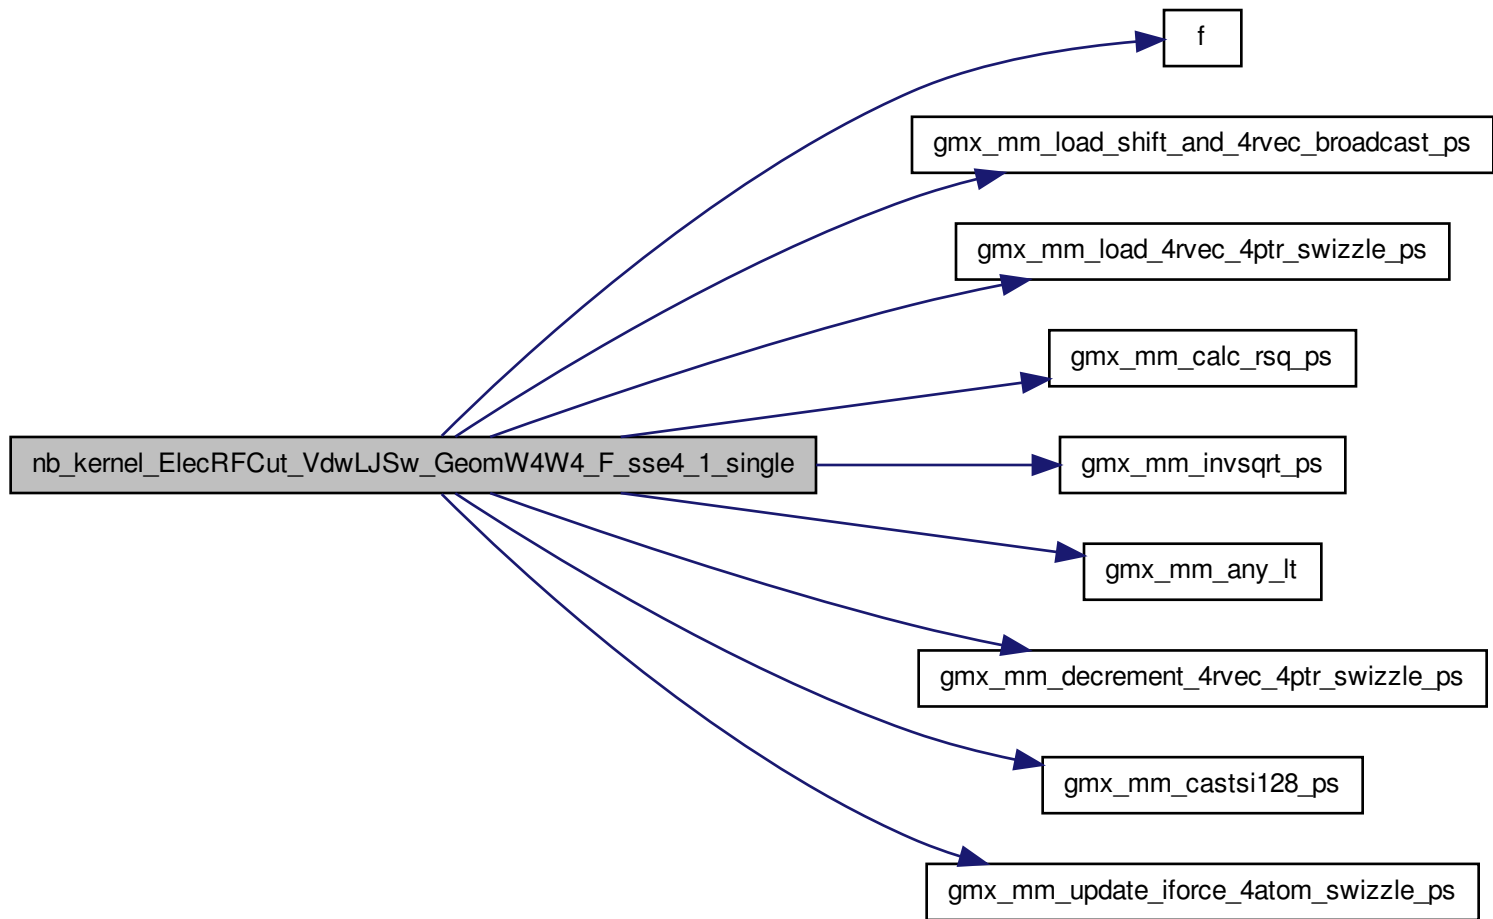 f
gmx_mm_load_shift_and_4rvec_broadcast_ps
gmx_mm_load_4rvec_4ptr_swizzle_ps
gmx_mm_calc_rsq_ps
nb_kernel_ElecRFCut_VdwLJSw_GeomW4W4_F_sse4_1_single
gmx_mm_invsqrt_ps
gmx_mm_any_lt
gmx_mm_decrement_4rvec_4ptr_swizzle_ps
gmx_mm_castsi128_ps
gmx_mm_update_iforce_4atom_swizzle_ps